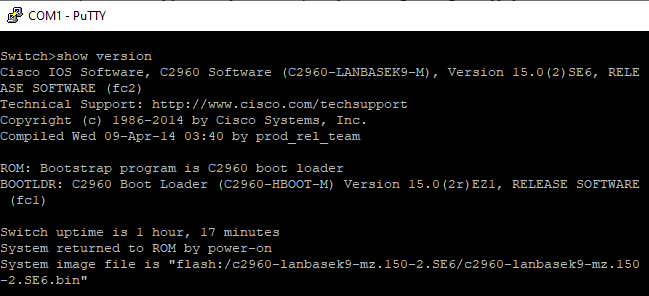 COM1 - PuTTY
Switch>show version
Cisco IOS Software, C2960 Software (C2960-LANBASEK9-M), Version 15.0(2)SE6, RELE
ASE SOFTWARE (fc2)
Technical Support: http://www.cisco.com/techsupport
Copyright (c) 1986-2014 by Cisco Systems, Inc.
Compiled Wed 09-Apr-14 03:40 by prod_rel_team
ROM: Bootstrap program is C2960 boot loader
BOOTLDR: C2960 Boot Loader (C2960-HBOOT-M) Version 15.0(2r)EZ1, RELEASE SOFTWARE
 (fc1)
Switch uptime is 1 hour, 17 minutes
System returned to ROM by power-on
System image file is "flash:/c2960-lanbasek9-mz.150-2.SE6/c2960-lanbasek9-mz.150
-2.SE6.bin"